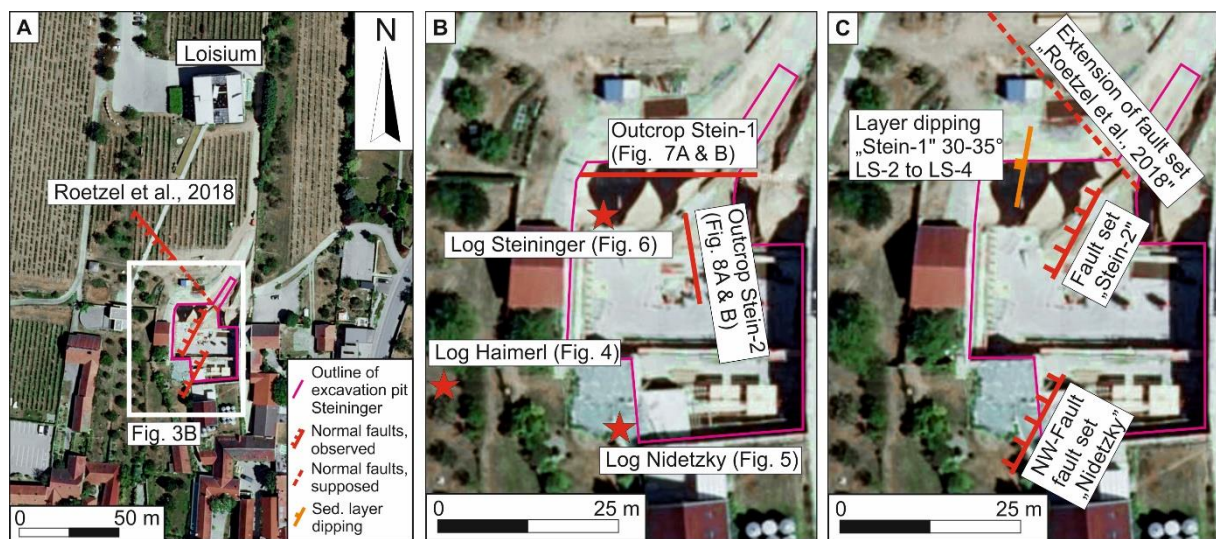 A
Loisium
N
Roetzel et al., 2018
Fig. 3B
0
50 m
Outline of
excavation pit
Steininger
Normal faults,
observed
Normal faults,
supposed
Sed. layer
dipping
B
Outcrop Stein-1
(Fig. 7A & B)
Log Steininger (Fig. 6)
Outcrop Stein-2
(Fig. 8A & B)
Log Haimerl (Fig. 4)
Log Nidetzky (Fig. 5)
0
25 m
C
Extension of fault set
„Roetzel et al., 2018"
Layer dipping
„Stein-1" 30-35°
LS-2 to LS-4
Fault set
„Stein-2"
NW-Fault
fault set
„Nidetzky"
0
25 m